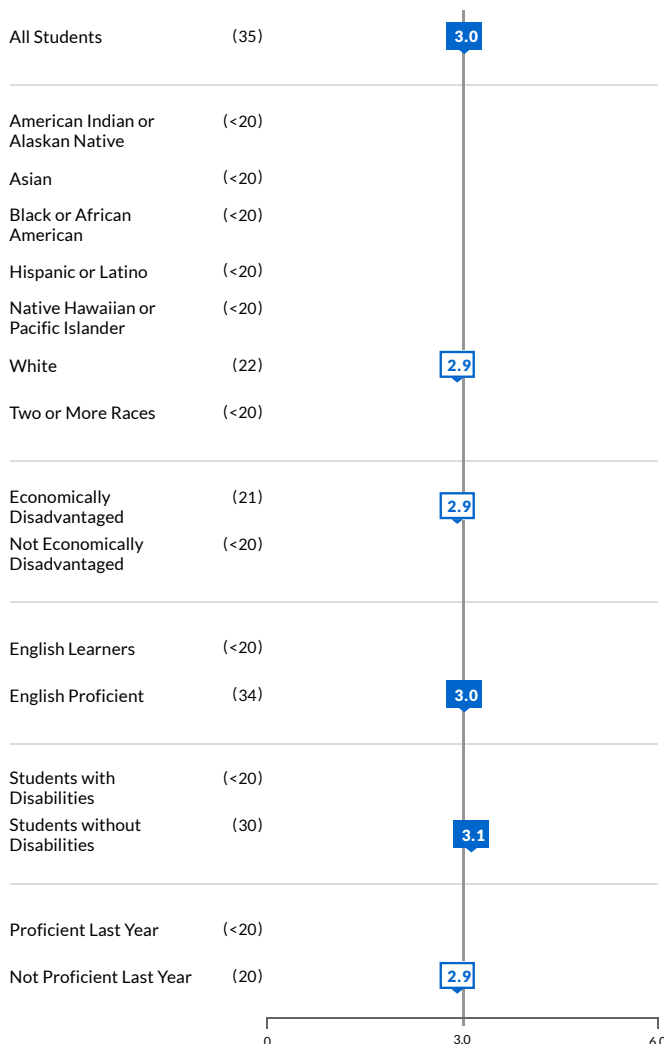 All Students (35) 3.0
American Indian or (<20)
Alaskan Native
Asian (<20)
Black or African (<20)
American
Hispanic or Latino (<20)
Native Hawaiian or (<20)
Pacific Islander
White (22) 2.9
Two or More Races (<20)
Economically (21) 2.9
Disadvantaged
Not Economically (<20)
Disadvantaged
English Learners (<20)
English Proficient (34) 3.0
Students with (<20)
Disabilities
Students without (30) 3.1
Disabilities
Proficient Last Year (<20)
Not Proficient Last Year (20) 2.9
0 3.0 6.0